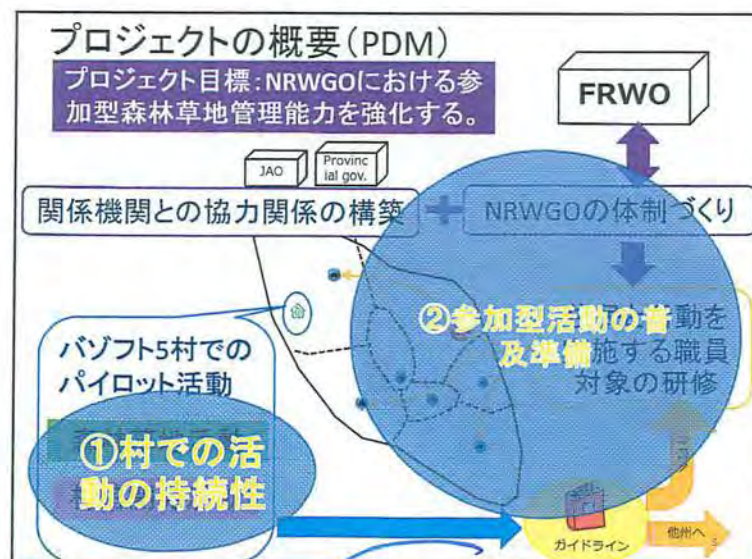 プロジェクトの概要(PDM)
プロジェクト目標:NRWGOにおける参
加型森林草地管理能力を強化する。
FRWO
JAO
Provinc
ial gov.
関係機関との協力関係の構築
NRWGOの体制づくり
バゾフト5村での
パイロット活動
②参加型活動の普
及準備
動を
施する職員
対象の研修
①村での活
動の持続性
ガイドライン
他州へ